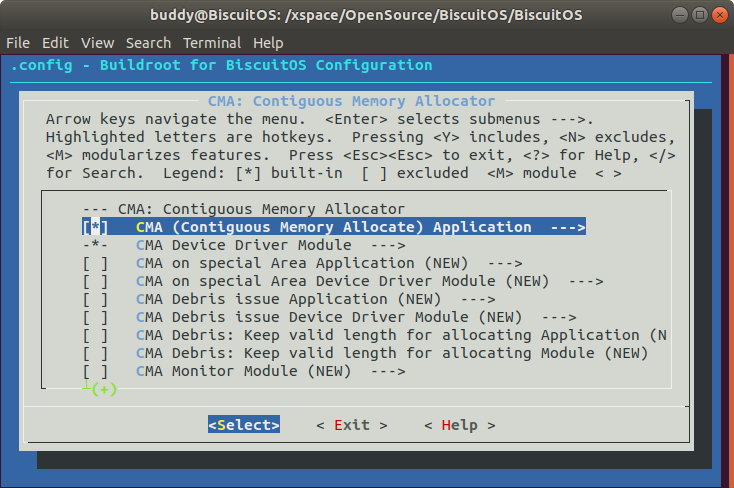 buddy@BiscuitOS: /xspace/OpenSource/BiscuitOS/BiscuitOS
File Edit View Search Terminal Help
.config - Buildroot for BiscuitOS Configuration
CMA: Contiguous Memory Allocator
Arrow keys navigate the menu. <Enter> selects submenus --->.
Highlighted letters are hotkeys. Pressing <Y> includes, <N> excludes,
<M> modularizes features. Press <Esc><Esc> to exit, <?> for Help, </>
for Search. Legend: [*] built-in [ ] excluded <M> module < >
--- CMA: Contiguous Memory Allocator
[*] CMA (Contiguous Memory Allocate) Application --->
-*- CMA Device Driver Module --->
[ ] CMA on special Area Application (NEW) --->
[ ] CMA on special Area Device Driver Module (NEW) --->
[ ] CMA Debris issue Application (NEW) --->
[ ] CMA Debris issue Device Driver Module (NEW) --->
[ ] CMA Debris: Keep valid length for allocating Application (N
[ ] CMA Debris: Keep valid length for allocating Module (NEW)
[ ] CMA Monitor Module (NEW) --->
┴(+)
<Select> < Exit > < Help >